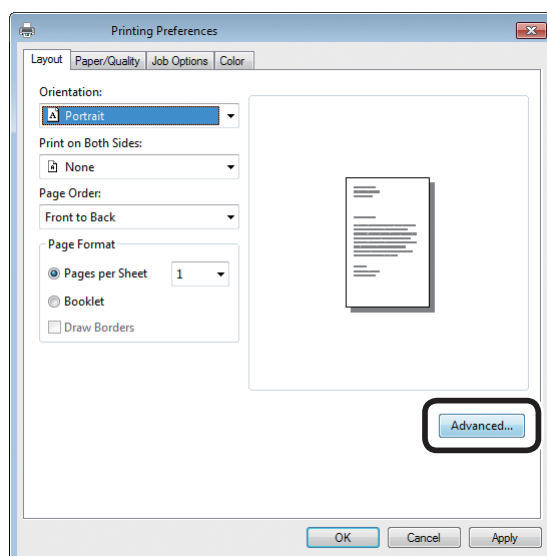 Printing Preferences
Layout Paper/Quality Job Options Color
Orientation:
A Portrait
Print on Both Sides:
None
Page Order:
Front to Back
Page Format
Pages per Sheet 1
Booklet
Draw Borders
Advanced...
OK Cancel Apply